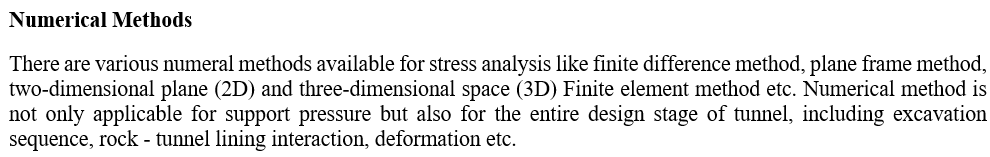 Numerical Methods
There are various numeral methods available for stress analysis like finite difference method, plane frame method,
two-dimensional plane (2D) and three-dimensional space (3D) Finite element method etc. Numerical method is
not only applicable for support pressure but also for the entire design stage of tunnel, including excavation
sequence, rock - tunnel lining interaction, deformation etc.